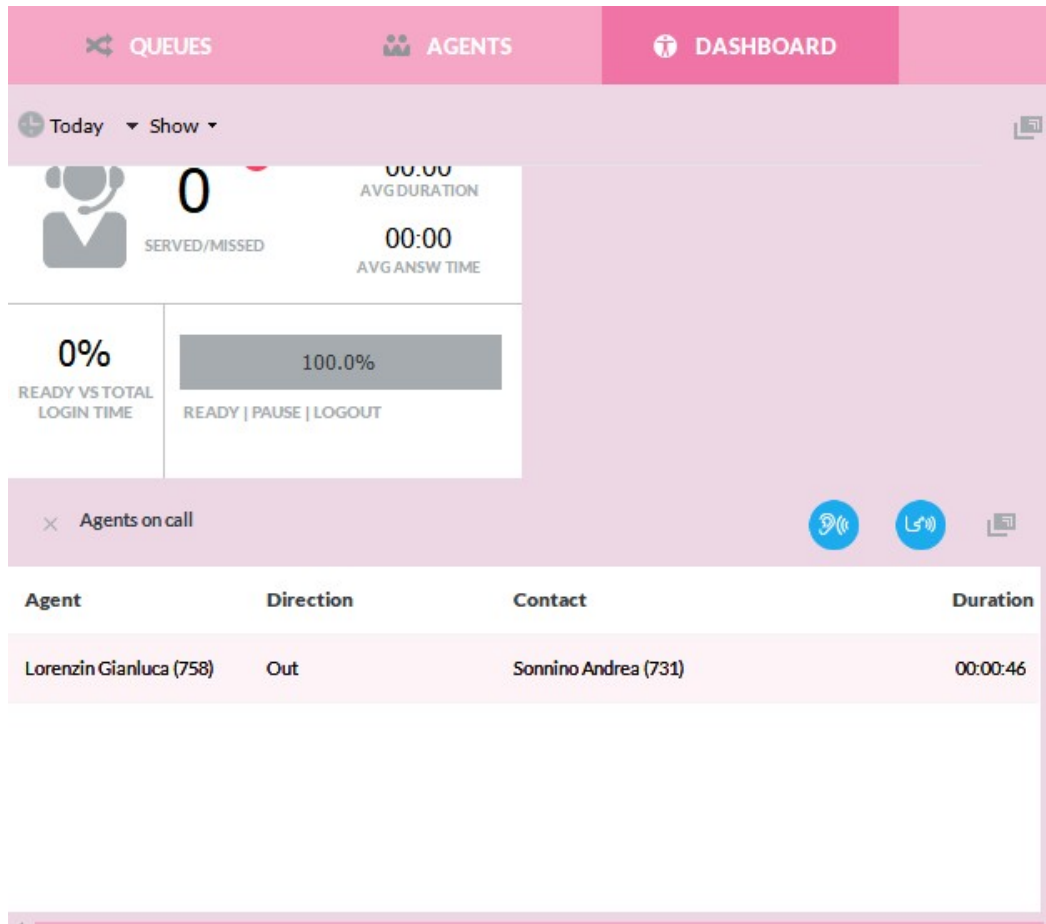 QUEUES AGENTS DASHBOARD
Today Show
0 00:00
AVG DURATION
SERVED/MISSED 00:00
AVG ANSW TIME
0% 100.0%
READY VS TOTAL
LOGIN TIME READY | PAUSE | LOGOUT
Agents on call
Agent Direction Contact Duration
Lorenzin Gianluca (758) Out Sonnino Andrea (731) 00:00:46